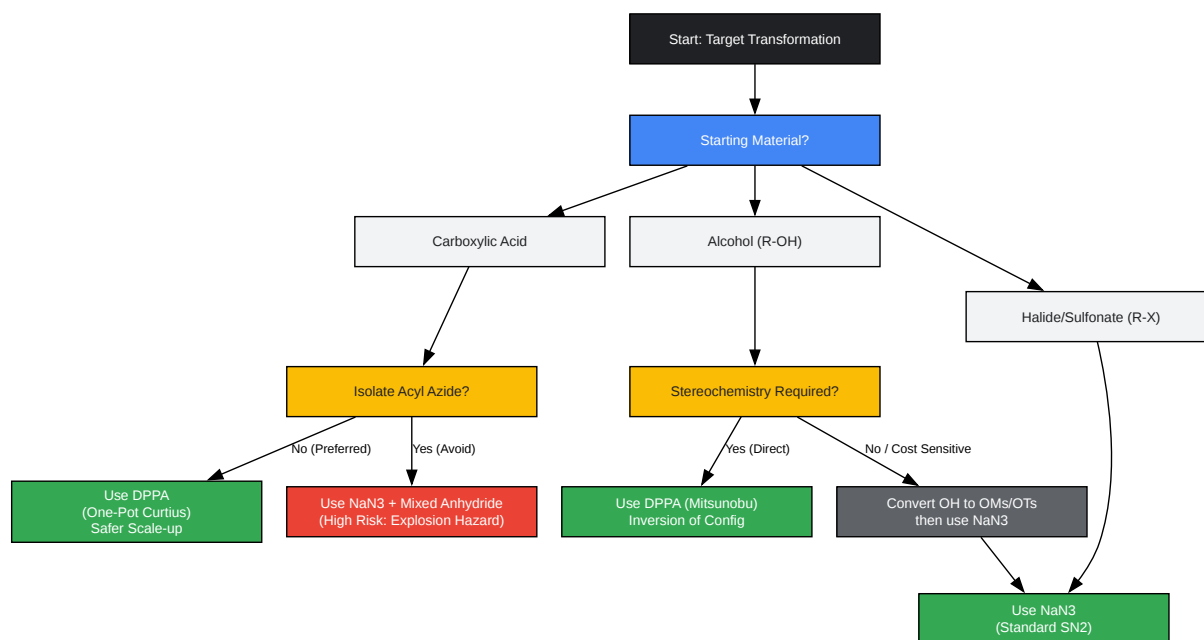 Start: Target Transformation
Starting Material?
Carboxylic Acid
Alcohol (R-OH)
Halide/Sulfonate (R-X)
Isolate Acyl Azide?
Stereochemistry Required?
No (Preferred)
Yes (Avoid)
Yes (Direct)
No / Cost Sensitive
Use DPPA
(One-Pot Curtius)
Safer Scale-up
Use NaN3 + Mixed Anhydride
(High Risk: Explosion Hazard)
Use DPPA (Mitsunobu)
Inversion of Config
Convert OH to OMs/OTs
then use NaN3
Use NaN3
(Standard SN2)